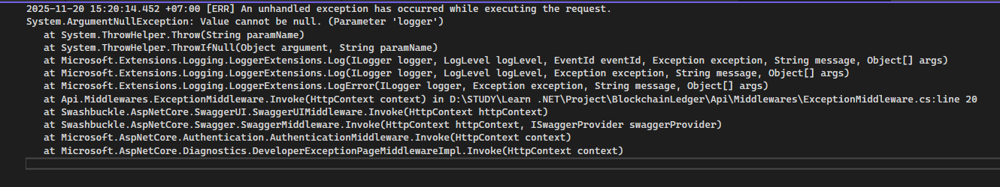 2025-11-20 15:20:14.452 +07:00 [ERR] An unhandled exception has occurred while executing the request.
System.ArgumentNullException: Value cannot be null. (Parameter 'logger')
   at System.ThrowHelper.Throw(String paramName)
   at System.ThrowHelper.ThrowIfNull(Object argument, String paramName)
   at Microsoft.Extensions.Logging.LoggerExtensions.Log(ILogger logger, LogLevel logLevel, EventId eventId, Exception exception, String message, Object[] args)
   at Microsoft.Extensions.Logging.LoggerExtensions.Log(ILogger logger, LogLevel logLevel, Exception exception, String message, Object[] args)
   at Microsoft.Extensions.Logging.LoggerExtensions.LogError(ILogger logger, Exception exception, String message, Object[] args)
   at Api.Middlewares.ExceptionMiddleware.Invoke(HttpContext context) in D:\STUDY\Learn .NET\Project\BlockchainLedger\Api\Middlewares\ExceptionMiddleware.cs:line 20
   at Swashbuckle.AspNetCore.SwaggerUI.SwaggerUIMiddleware.Invoke(HttpContext httpContext)
   at Swashbuckle.AspNetCore.Swagger.SwaggerMiddleware.Invoke(HttpContext httpContext, ISwaggerProvider swaggerProvider)
   at Microsoft.AspNetCore.Authentication.AuthenticationMiddleware.Invoke(HttpContext context)
   at Microsoft.AspNetCore.Diagnostics.DeveloperExceptionPageMiddlewareImpl.Invoke(HttpContext context)